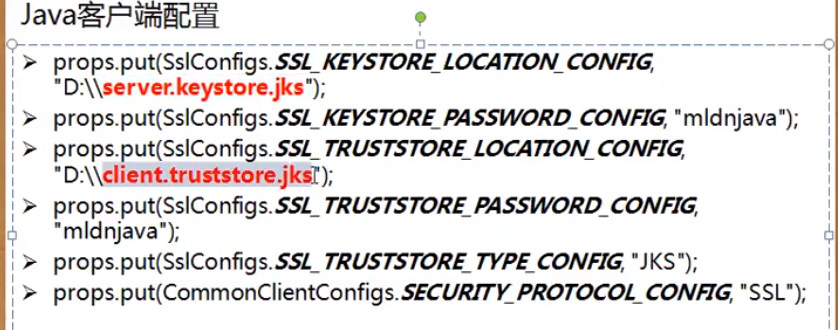 Java客户端配置
➢ props.put(SslConfigs.SSL_KEYSTORE_LOCATION_CONFIG,
"D:\\server.keystore.jks");
➢ props.put(SslConfigs.SSL_KEYSTORE_PASSWORD_CONFIG, "mldnjava");
➢ props.put(SslConfigs.SSL_TRUSTSTORE_LOCATION_CONFIG,
"D:\\client.truststore.jks");
➢ props.put(SslConfigs.SSL_TRUSTSTORE_PASSWORD_CONFIG,
"mldnjava");
➢ props.put(SslConfigs.SSL_TRUSTSTORE_TYPE_CONFIG, "JKS");
➢ props.put(CommonClientConfigs.SECURITY_PROTOCOL_CONFIG, "SSL");